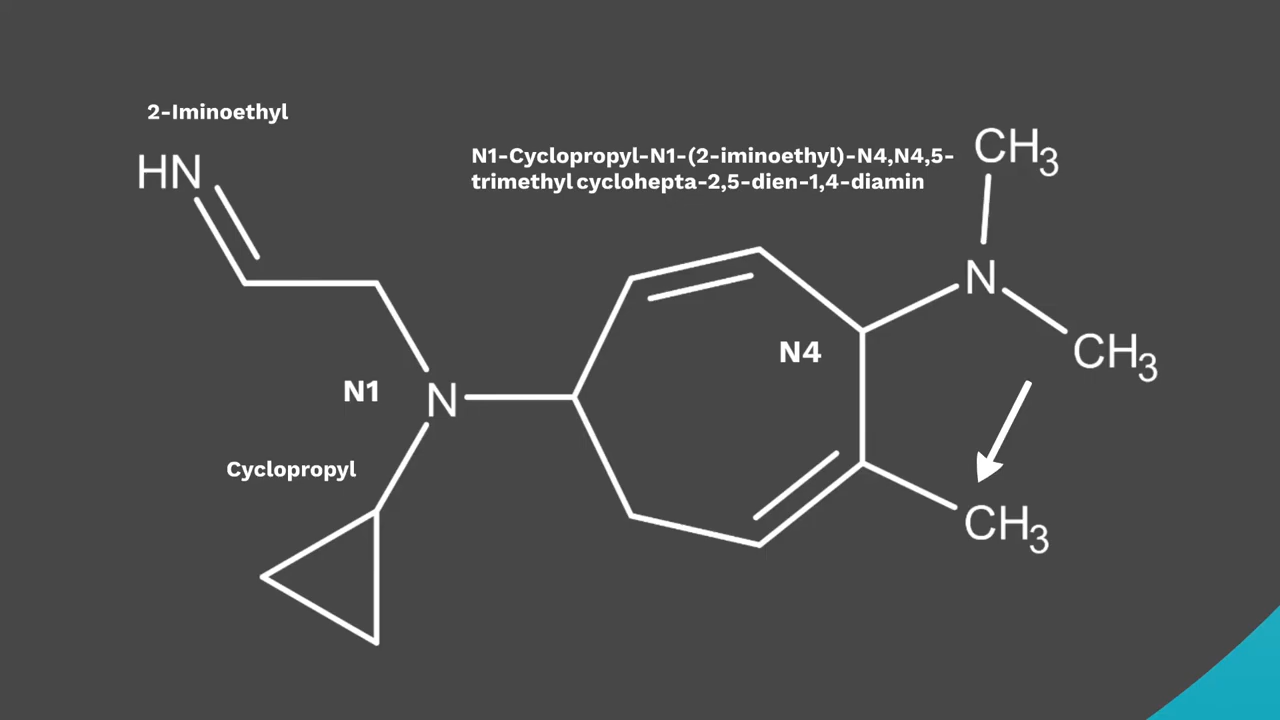 2-Iminoethyl
HN
N1-Cyclopropyl-N1-(2-iminoethyl)-N4,N4,5-
trimethyl cyclohepta-2,5-dien-1,4-diamin
CH3
N
N4
CH3
N1
N
Cyclopropyl
CH3